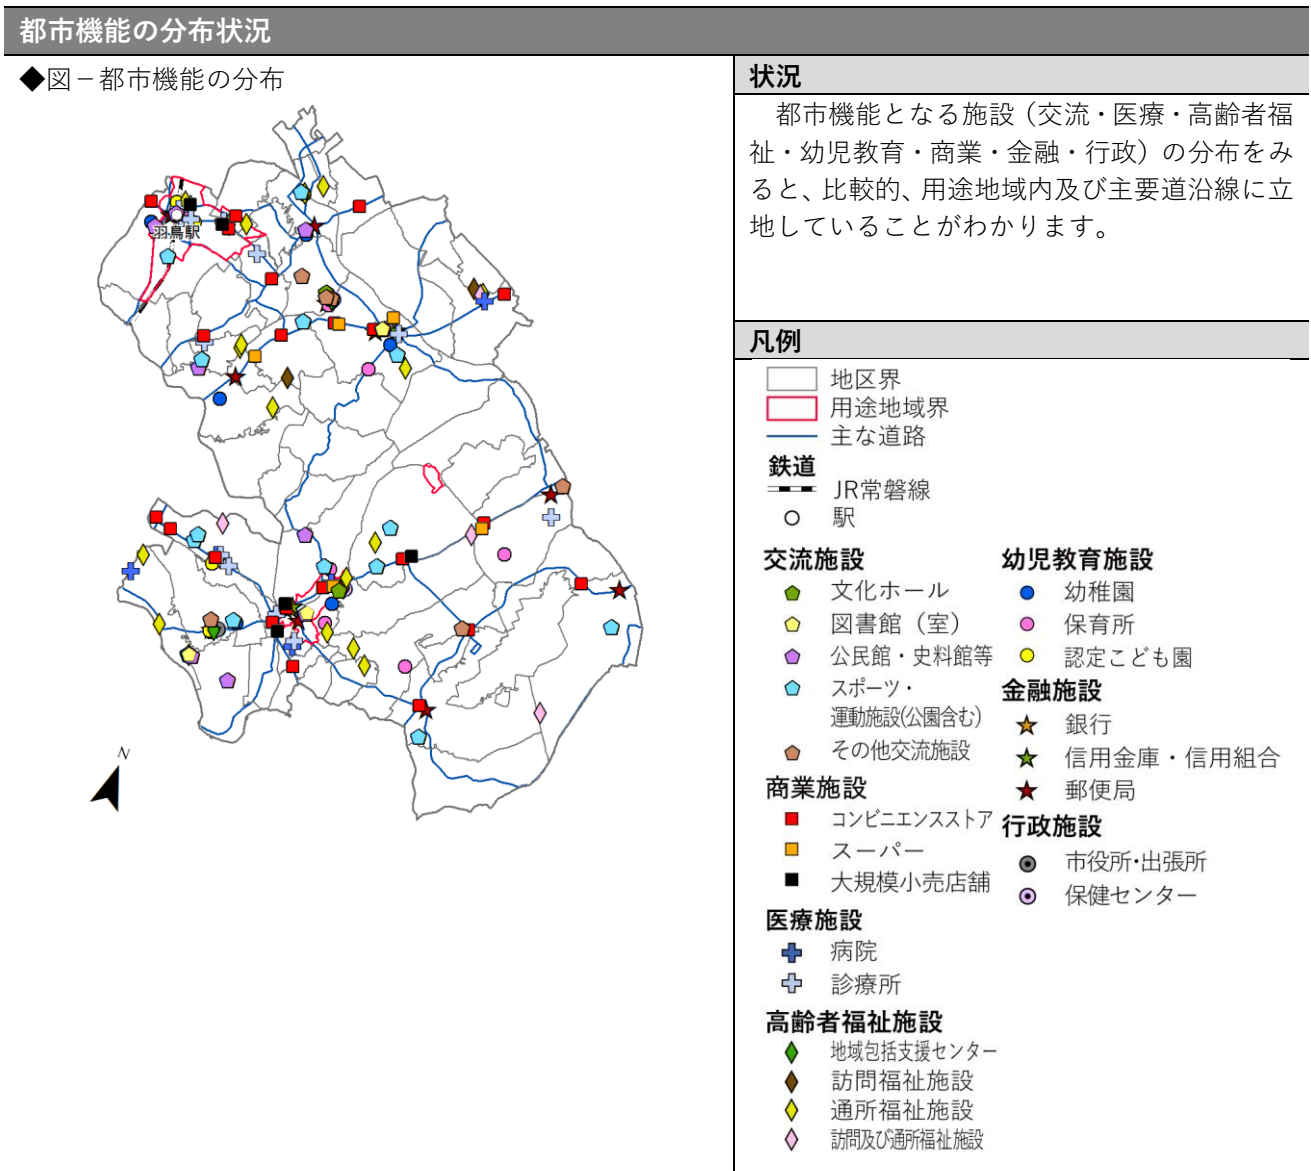 都市機能の分布状況
◆図－都市機能の分布
羽鳥駅
N
状況
都市機能となる施設（交流・医療・高齢者福
祉・幼児教育・商業・金融・行政）の分布をみ
ると、比較的、用途地域内及び主要道沿線に立
地していることがわかります。
凡例
地区界
用途地域界
主な道路
鉄道
JR常磐線
駅
交流施設
文化ホール
図書館（室）
公民館・史料館等
スポーツ・
運動施設(公園含む)
その他交流施設
商業施設
コンビニエンスストア
スーパー
大規模小売店舗
医療施設
病院
診療所
高齢者福祉施設
地域包括支援センター
訪問福祉施設
通所福祉施設
訪問及び通所福祉施設
幼児教育施設
幼稚園
保育所
認定こども園
金融施設
銀行
信用金庫・信用組合
郵便局
行政施設
市役所・出張所
保健センター